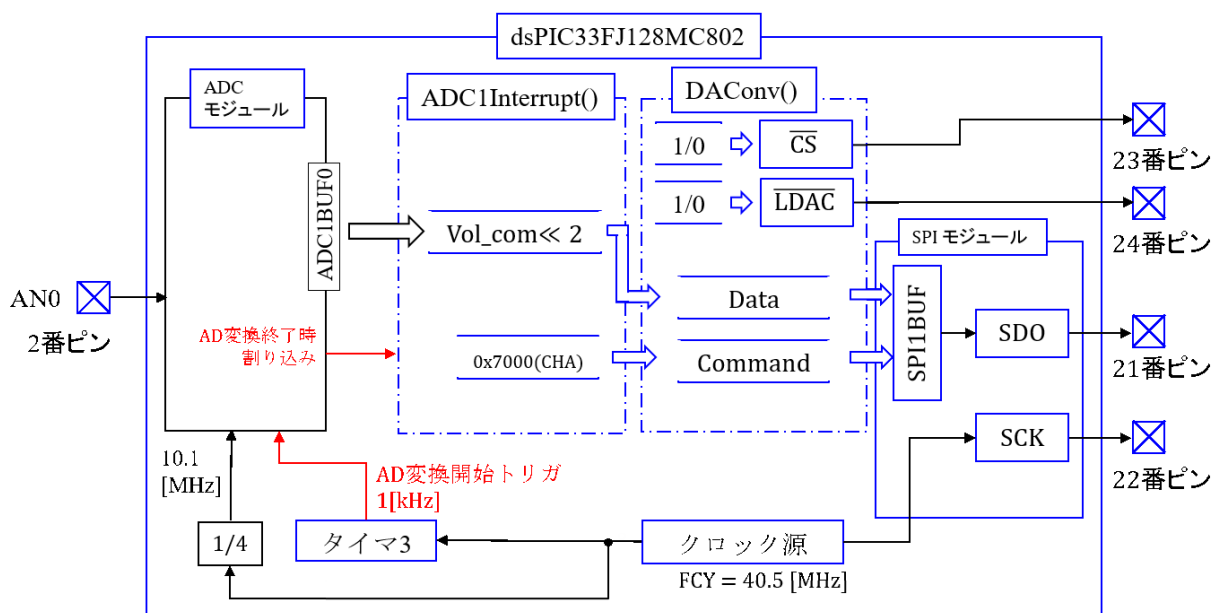 dsPIC33FJ128MC802
ADC
モジュール
ADC1BUF0
AN0
2番ピン
AD変換終了時
割り込み
ADC1Interrupt()
Vol_com≪ 2
0x7000(CHA)
DAConv()
1/0
CS
1/0
LDAC
Data
Command
SPI モジュール
SPI1BUF
SDO
SCK
23番ピン
24番ピン
21番ピン
22番ピン
10.1
[MHz]
AD変換開始トリガ
1[kHz]
1/4
タイマ3
クロック源
FCY = 40.5 [MHz]